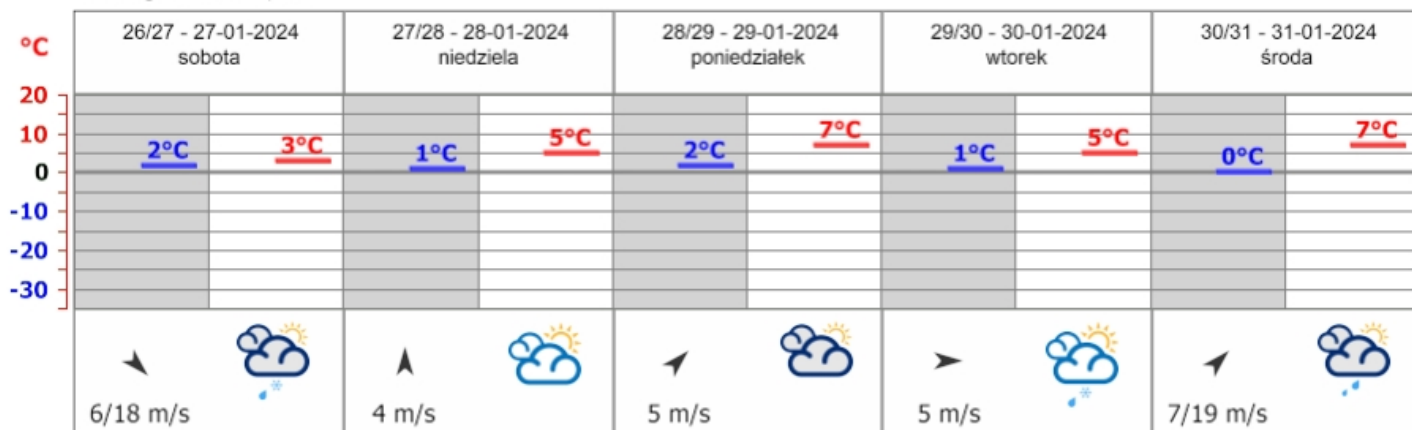 °C
26/27 - 27-01-2024
sobota
27/28 - 28-01-2024
niedziela
28/29 - 29-01-2024
poniedziałek
29/30 - 30-01-2024
wtorek
30/31 - 31-01-2024
środa
20
10
0
-10
-20
-30
2°C
3°C
1°C
5°C
2°C
7°C
1°C
5°C
0°C
7°C
6/18 m/s
4 m/s
5 m/s
5 m/s
7/19 m/s